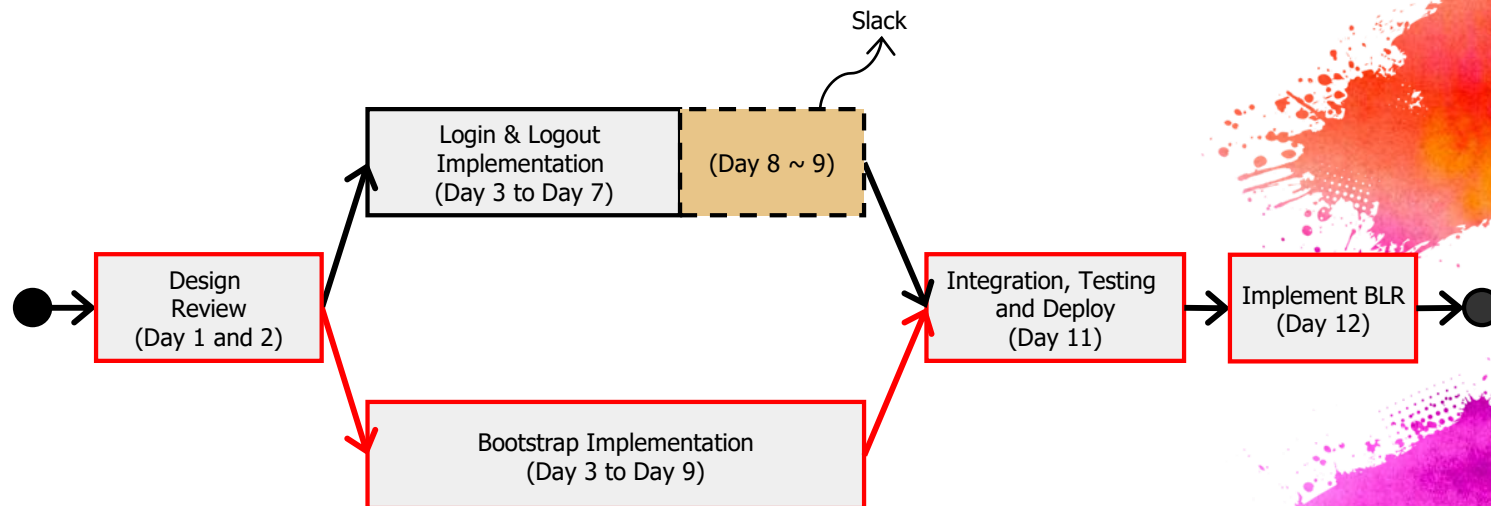 Slack
Login & Logout
Implementation
(Day 3 to Day 7)
(Day 8 ~ 9)
Design
Review
(Day 1 and 2)
Integration, Testing
and Deploy
(Day 11)
Implement BLR
(Day 12)
Bootstrap Implementation
(Day 3 to Day 9)